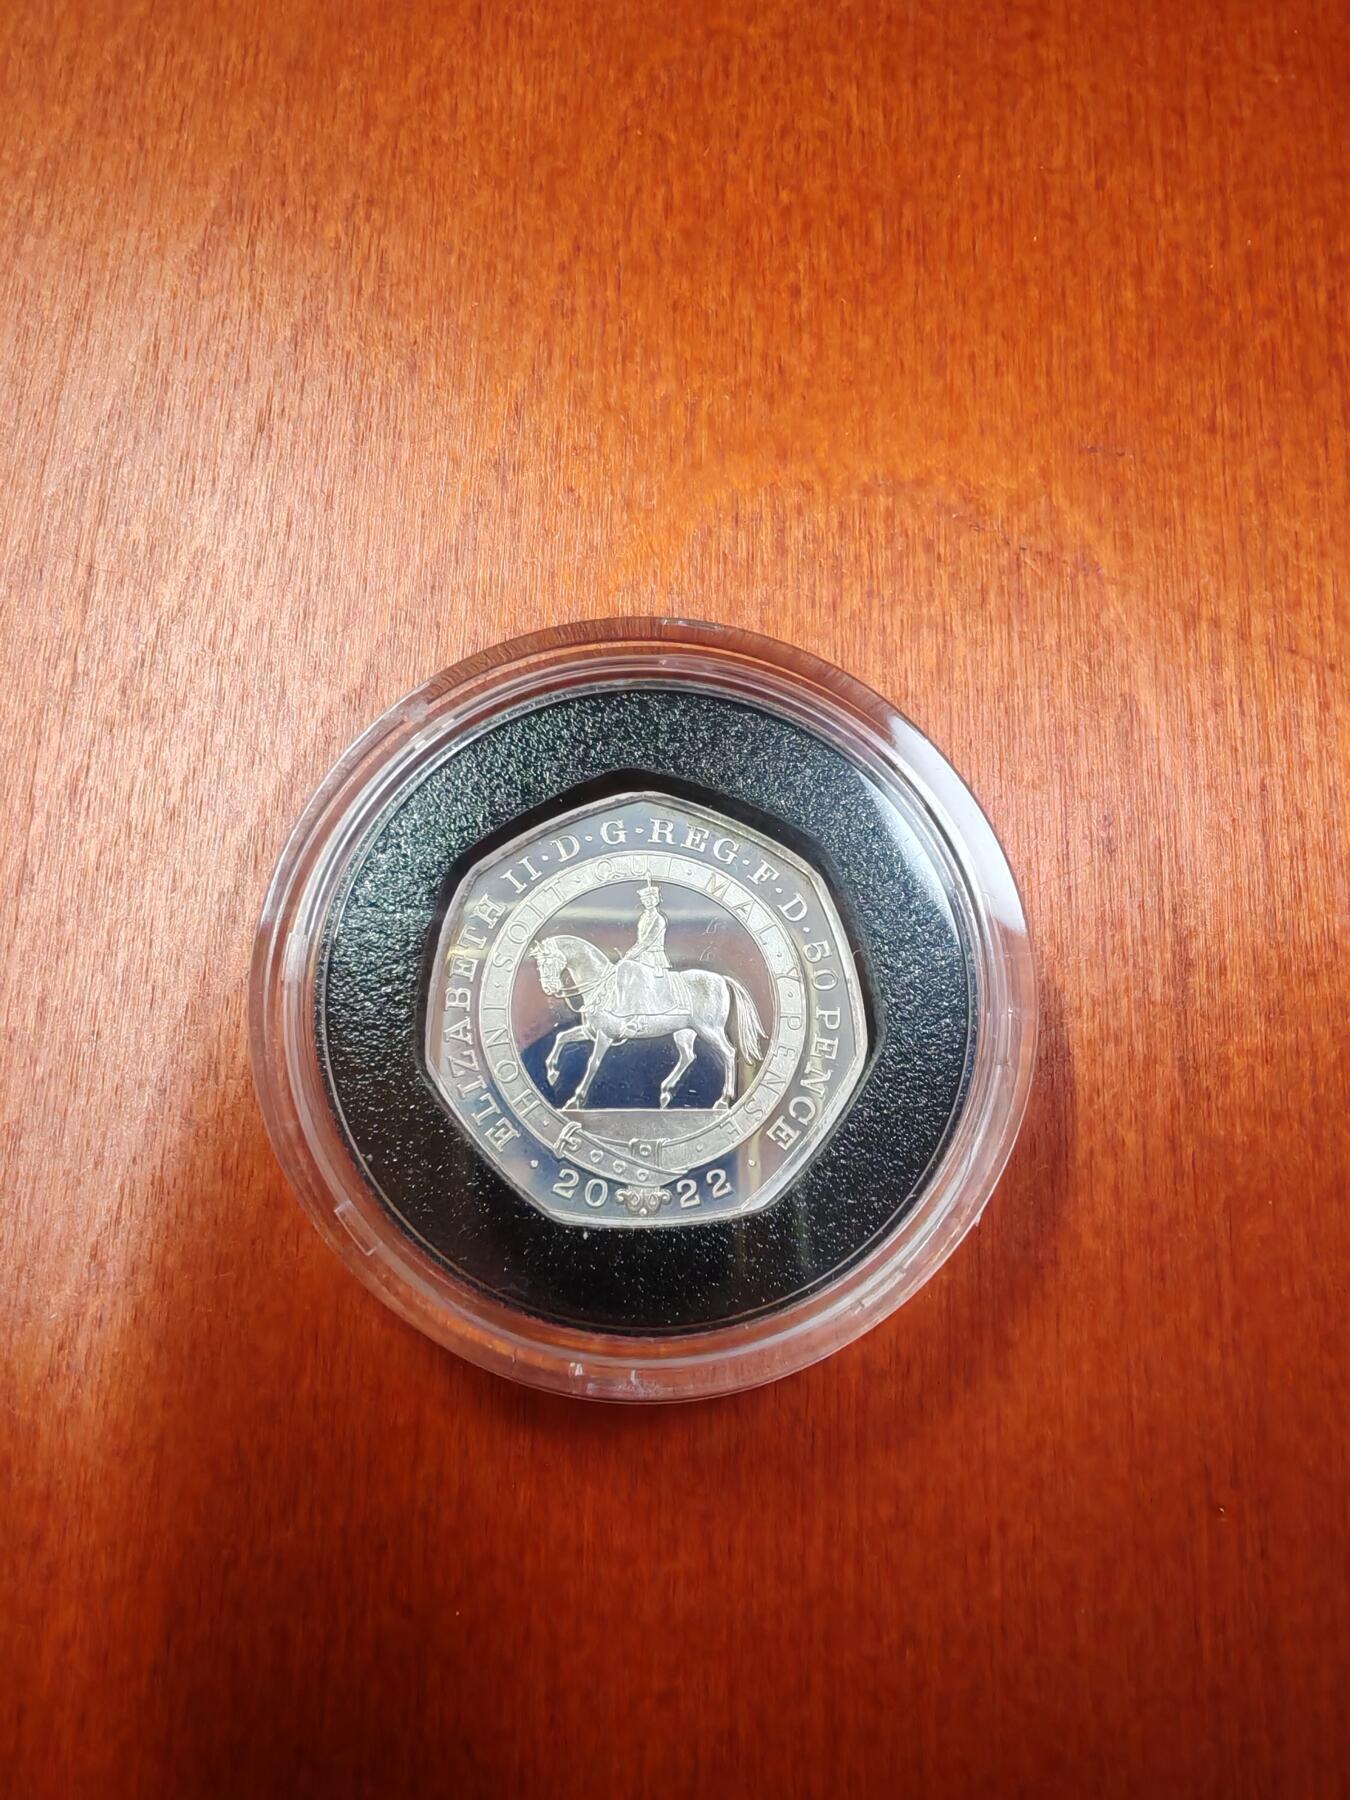 ELIZABETH II·D·G·REG·F·D·50 PENCE
·2022·
HONI·SOIT·QUI·MAL·Y·PENSE·